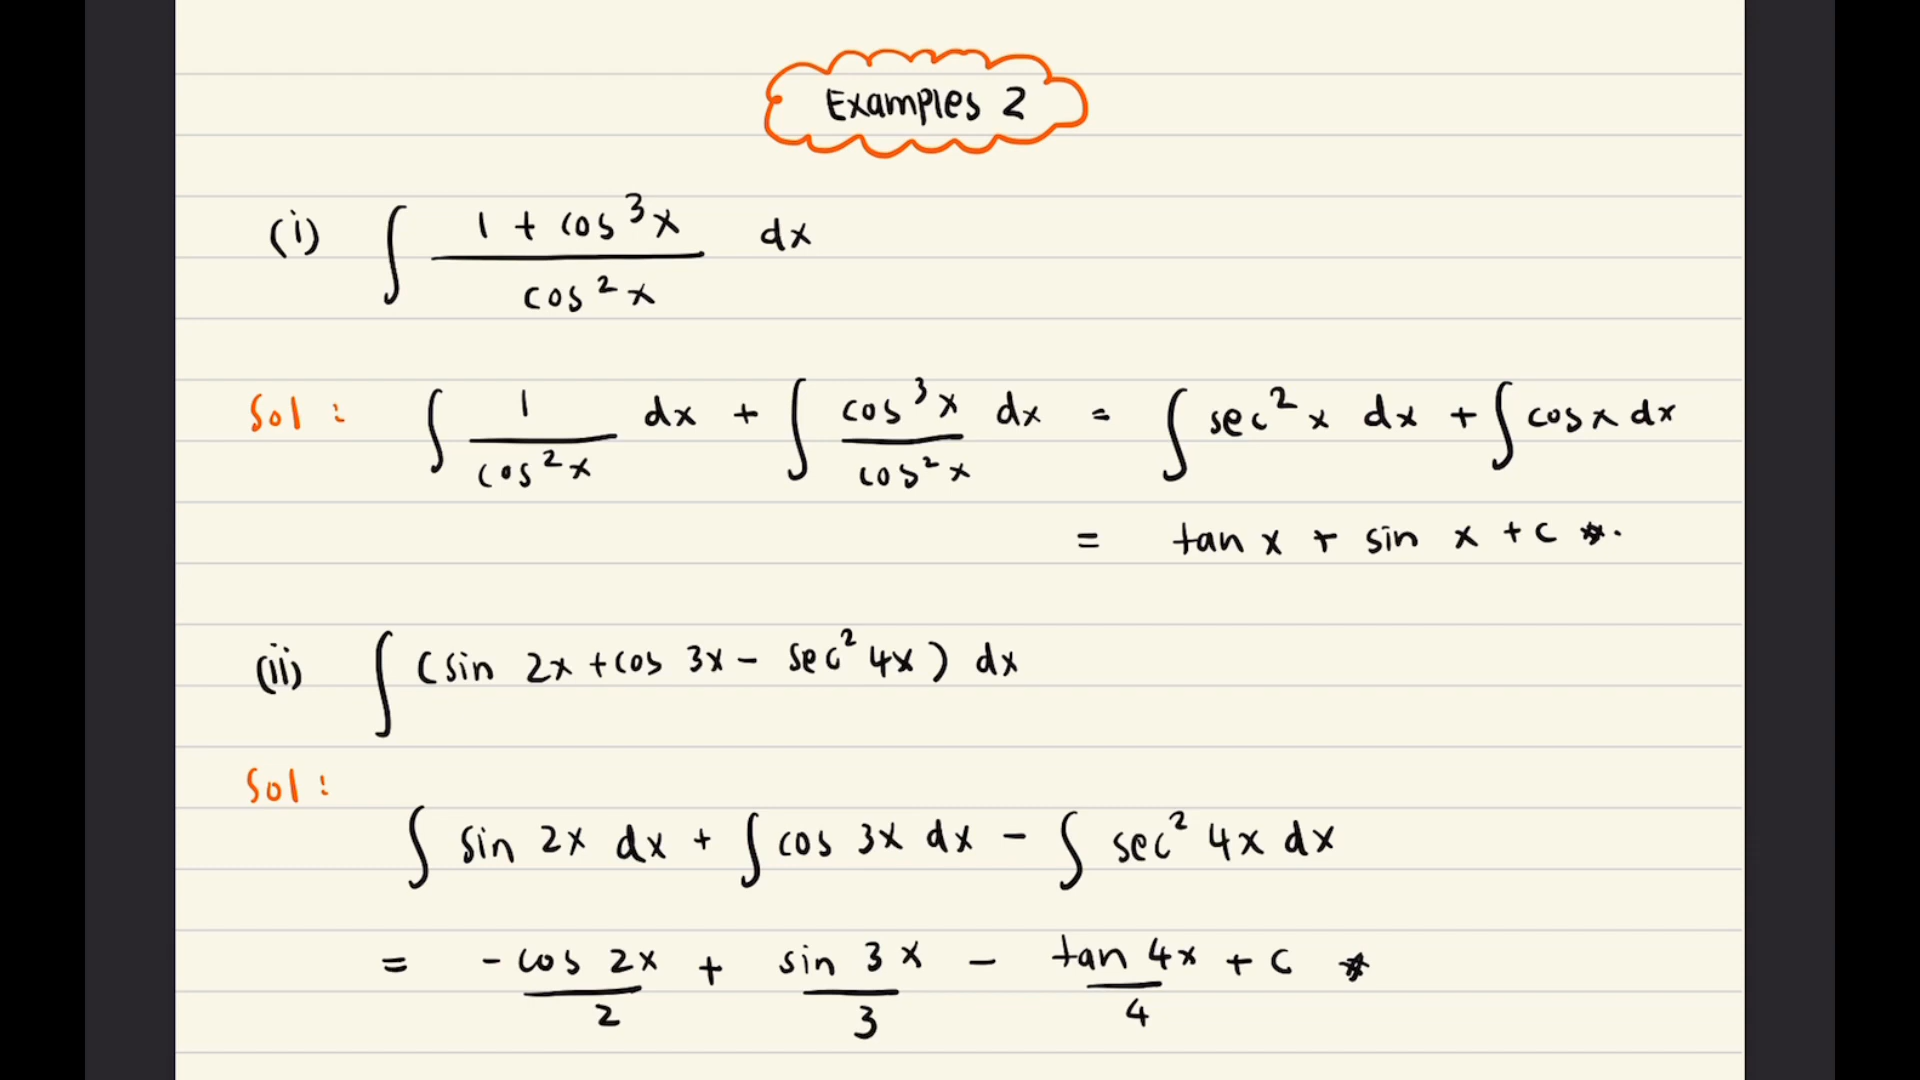 Examples 2
(i) ∫ (1 + cos³x)/(cos²x) dx
Sol : ∫ 1/(cos²x) dx + ∫ (cos³x)/(cos²x) dx = ∫ sec²x dx + ∫ cosx dx
= tan x + sin x + c *.
(ii) ∫ (sin 2x + cos 3x - sec² 4x) dx
Sol :
∫ sin 2x dx + ∫ cos 3x dx - ∫ sec² 4x dx
= -cos 2x/2 + sin 3x/3 - tan 4x/4 + c *